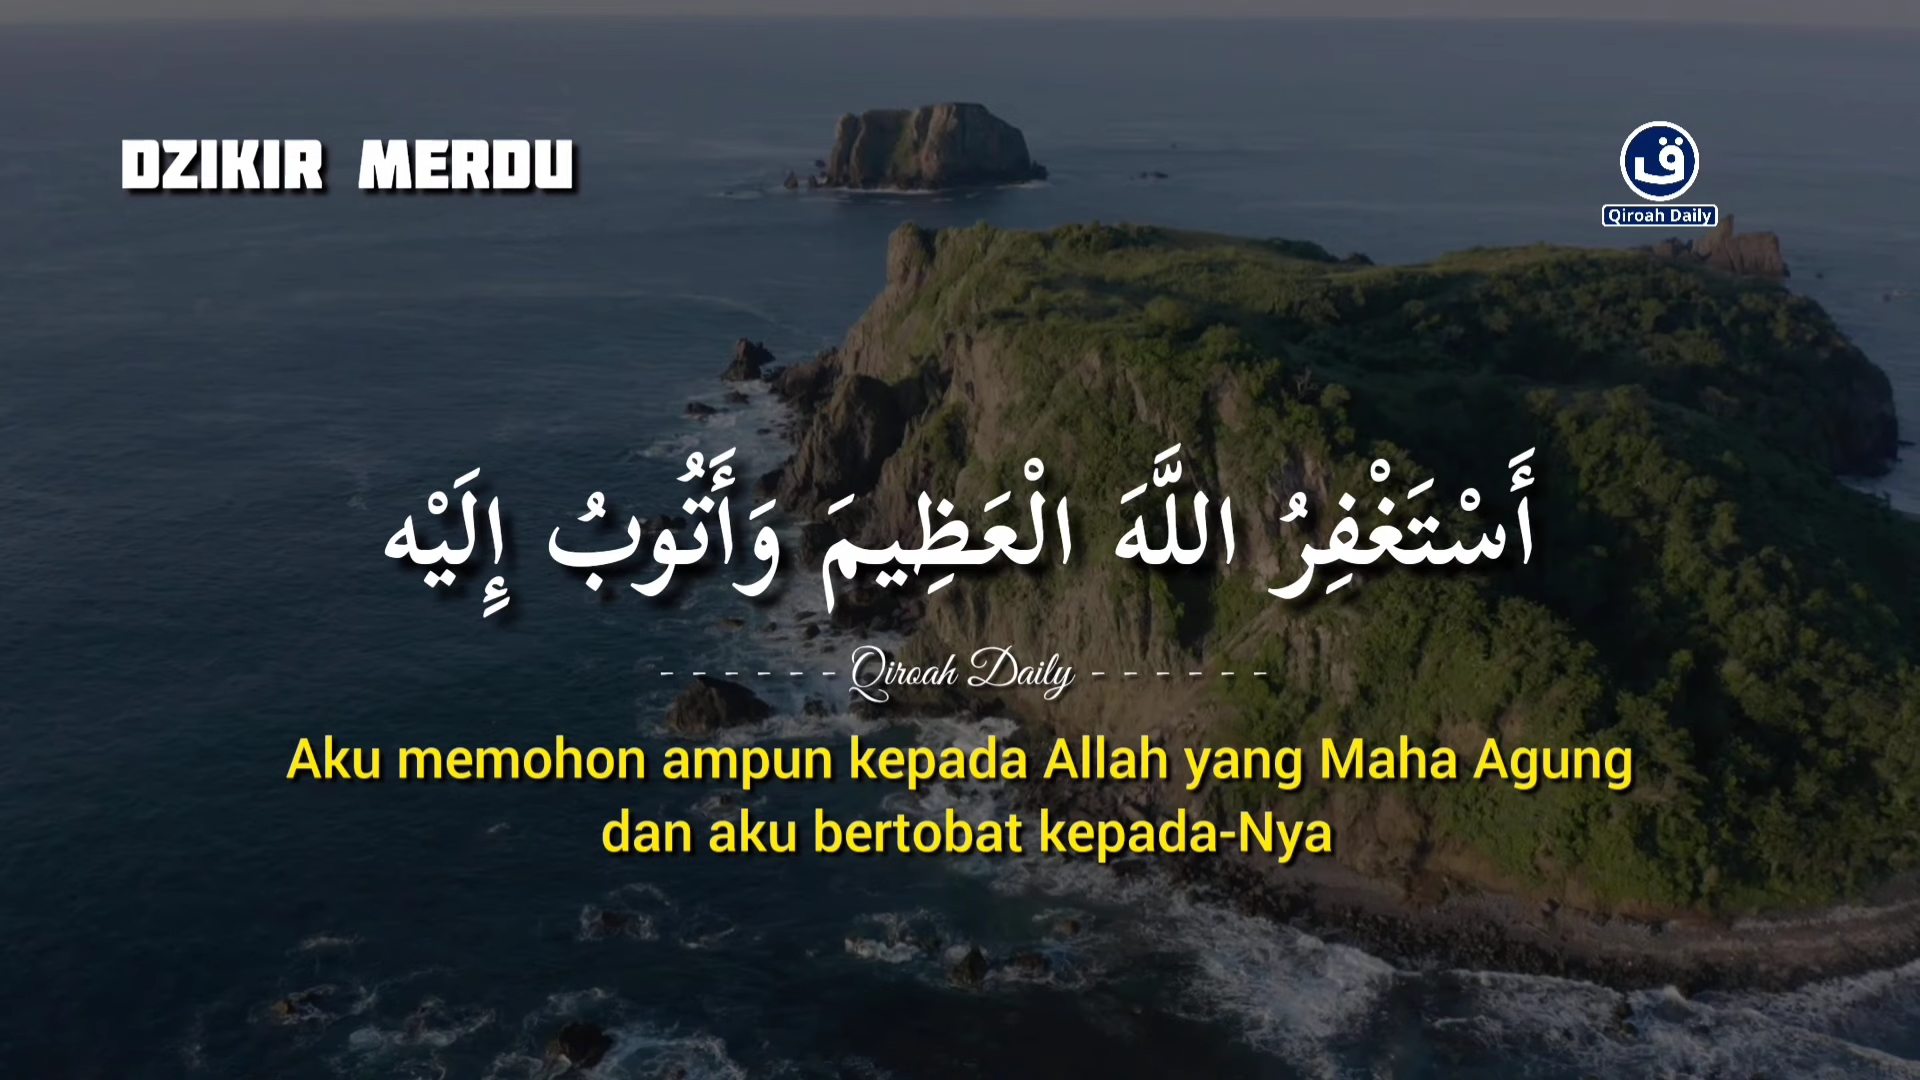 DZIKIR MERDU
ق
Qiroah Daily
أَسْتَغْفِرُ اللَّهَ الْعَظِيمَ وَأَتُوبُ إِلَيْه
- - - - - - Qiroah Daily - - - - - -
Aku memohon ampun kepada Allah yang Maha Agung
dan aku bertobat kepada-Nya